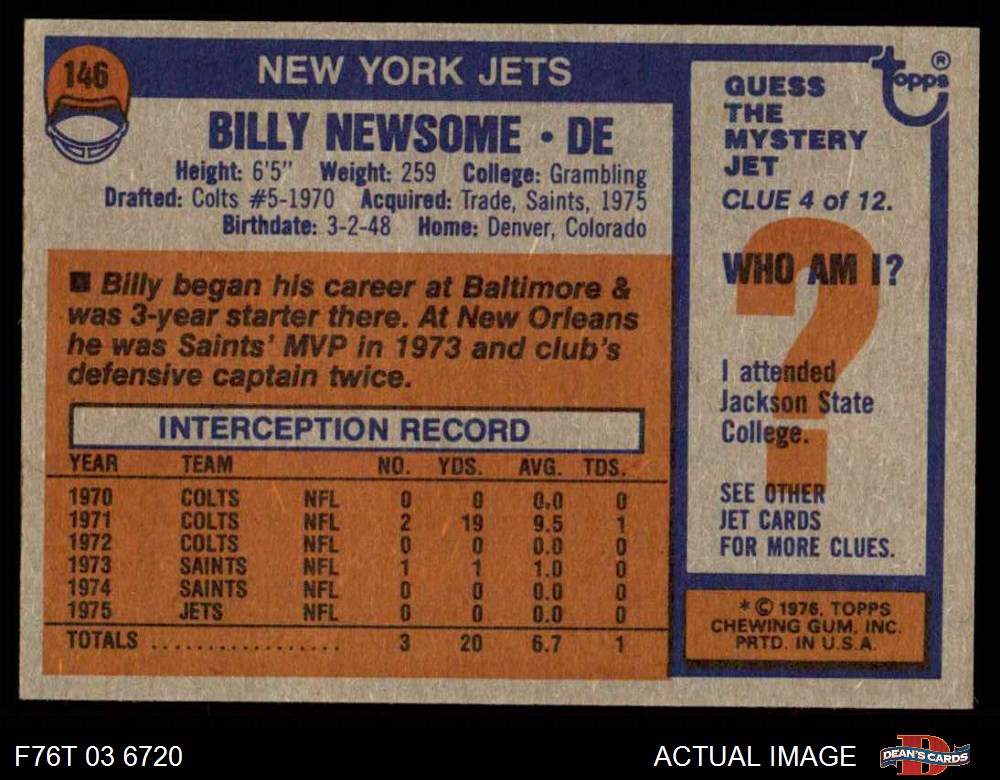 146
NEW YORK JETS
BILLY NEWSOME • DE
Height: 6'5" Weight: 259 College: Grambling
Drafted: Colts #5-1970 Acquired: Trade, Saints, 1975
Birthdate: 3-2-48 Home: Denver, Colorado
■ Billy began his career at Baltimore &
was 3-year starter there. At New Orleans
he was Saints' MVP in 1973 and club's
defensive captain twice.
INTERCEPTION RECORD
YEAR TEAM NO. YDS. AVG. TDS.
1970 COLTS NFL 0 0 0.0 0
1971 COLTS NFL 2 19 9.5 1
1972 COLTS NFL 0 0 0.0 0
1973 SAINTS NFL 1 1 1.0 0
1974 SAINTS NFL 0 0 0.0 0
1975 JETS NFL 0 0 0.0 0
TOTALS .................. 3 20 6.7 1
Topps ®
GUESS
THE
MYSTERY
JET
CLUE 4 of 12.
?
WHO AM I?
I attended
Jackson State
College.
SEE OTHER
JET CARDS
FOR MORE CLUES.
* © 1976. TOPPS
CHEWING GUM, INC.
PRTD. IN U.S.A.
F76T 03 6720
ACTUAL IMAGE
DEAN'S CARDS